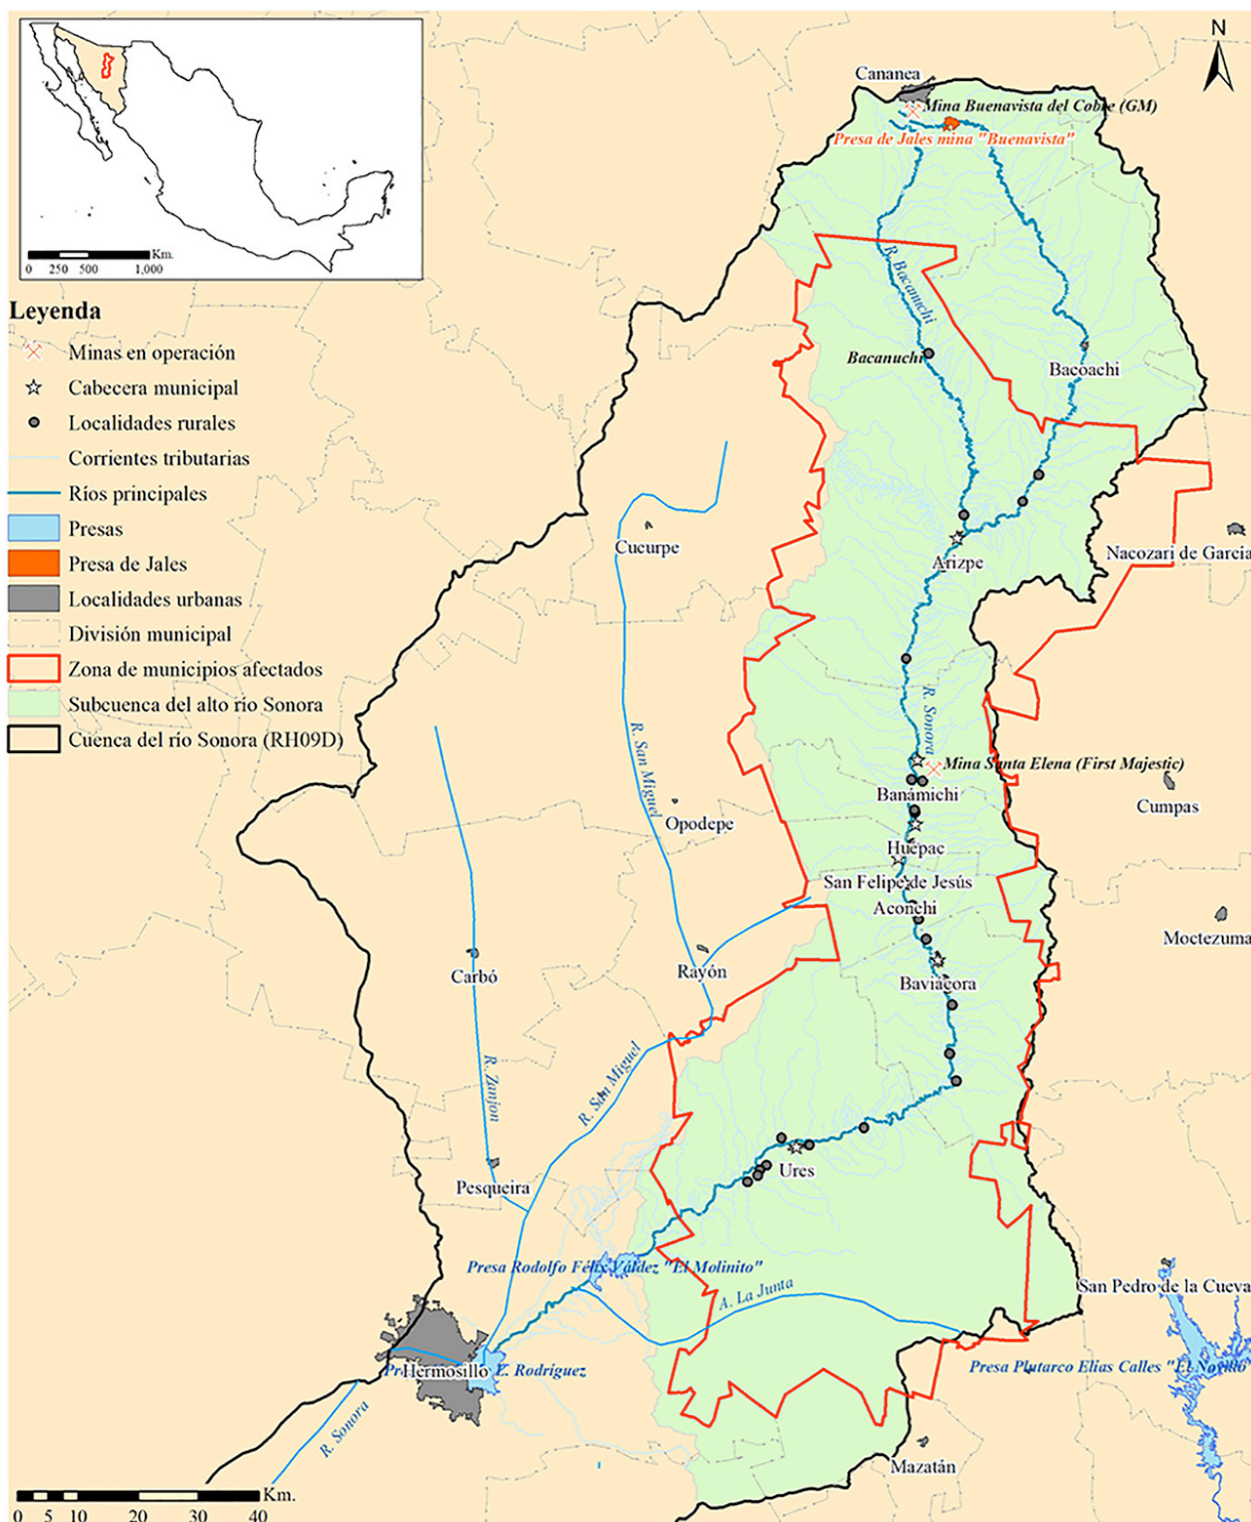 N
Cananea
Mina Buenavista del Cobre (GM)
Presa de Jales mina "Buenavista"
0 250 500 1,000 Km.
Leyenda
Minas en operación
Cabecera municipal
Localidades rurales
Corrientes tributarias
Ríos principales
Presas
Presa de Jales
Localidades urbanas
División municipal
Zona de municipios afectados
Subcuenca del alto río Sonora
Cuenca del río Sonora (RH09D)
R. Bacanuchi
Bacanuchi
Bacoachi
Cucurpe
Arizpe
Nacozari de García
R. Sonora
R. San Miguel
Mina Santa Elena (First Majestic)
Banámichi
Cumpas
Opodepe
Huépac
San Felipe de Jesús
Aconchi
Moctezuma
Carbó
Rayón
Baviácora
R. Zanjon
R. San Miguel
Ures
Pesqueira
Presa Rodolfo Félix Váldez "El Molinito"
A. La Junta
San Pedro de la Cueva
Hermosillo
L. Rodríguez
Presa Plutarco Elías Calles "El Novillo"
R. Sonora
Mazatán
0 5 10 20 30 40 Km.